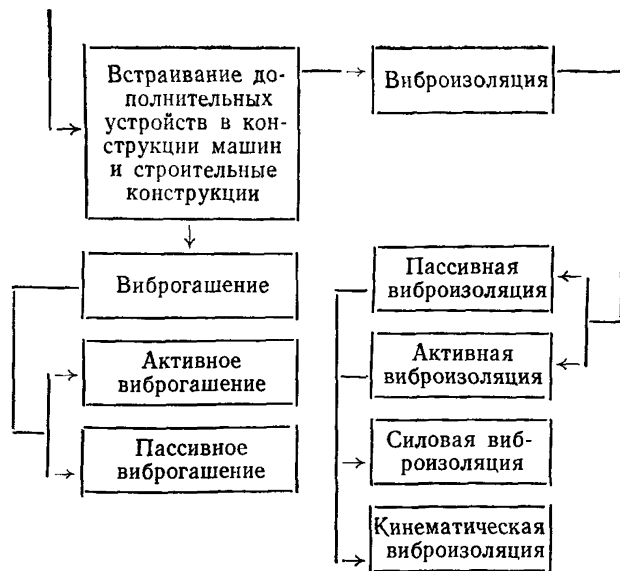 Встраивание до-
полнительных
устройств в кон-
струкции машин
и строительные
конструкции
Виброизоляция
Виброгашение
Активное
виброгашение
Пассивное
виброгашение
Пассивная
виброизоляция
Активная
виброизоляция
Силовая виб-
роизоляция
Кинематическая
виброизоляция